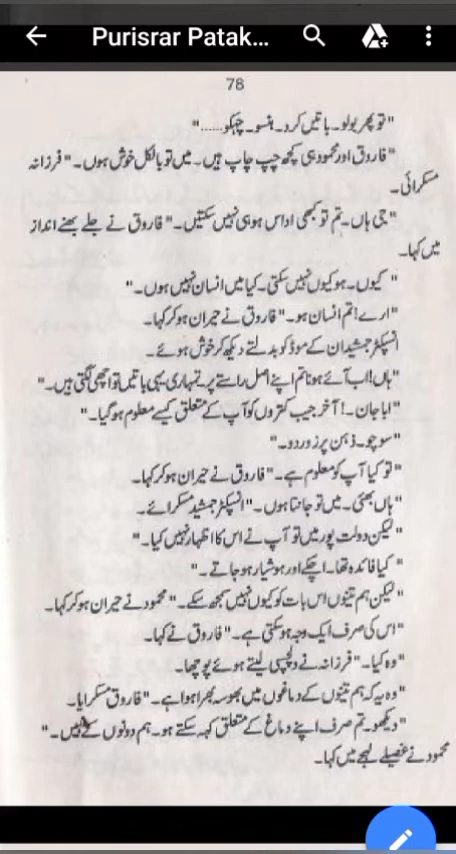 Purisrar Patak...
78
"تو پھر بولو۔ باتیں کرو۔ ہنسو۔ چہکو......"
"فاروق اور محمود ہی کچھ چپ چاپ ہیں۔ میں تو بالکل خوش ہوں۔" فرزانہ
مسکرائی۔
"جی ہاں۔ تم تو کبھی اداس ہو ہی نہیں سکتیں۔" فاروق نے جلے بھنے انداز
میں کہا۔
"کیوں۔ ہو کیوں نہیں سکتی۔ کیا میں انسان نہیں ہوں۔"
"ارے! تم انسان ہو۔" فاروق نے حیران ہو کر کہا۔
انسپکٹر جمشید ان کے موڈ کو بدلتے دیکھ کر خوش ہوئے۔
"ہاں! اب آئے ہونا تم اپنے اصل راستے پر۔ تمہاری یہی باتیں تو اچھی لگتی ہیں۔"
"ابا جان۔! آخر جیب کتروں کو آپ کے متعلق کیسے معلوم ہو گیا۔"
"سوچو۔ ذہن پر زور دو۔"
"تو کیا آپ کو معلوم ہے۔" فاروق نے حیران ہو کر کہا۔
"ہاں بھئی۔ میں تو جانتا ہوں۔" انسپکٹر جمشید مسکرائے۔
"لیکن دولت پور میں تو آپ نے اس کا اظہار نہیں کیا۔"
"کیا فائدہ تھا۔ اچکے اور ہوشیار ہو جاتے۔"
"لیکن ہم تینوں اس بات کو کیوں نہیں سمجھ سکے۔" محمود نے حیران ہو کر کہا۔
"اس کی صرف ایک وجہ ہو سکتی ہے۔" فاروق نے کہا۔
"وہ کیا۔" فرزانہ نے دلچسپی لیتے ہوئے پوچھا۔
"وہ یہ کہ ہم تینوں کے دماغوں میں بھوسہ بھرا ہوا ہے۔" فاروق مسکرایا۔
"دیکھو۔ تم صرف اپنے دماغ کے متعلق کہہ سکتے ہو۔ ہم دونوں کے نہیں۔"
محمود نے غصیلے لہجے میں کہا۔